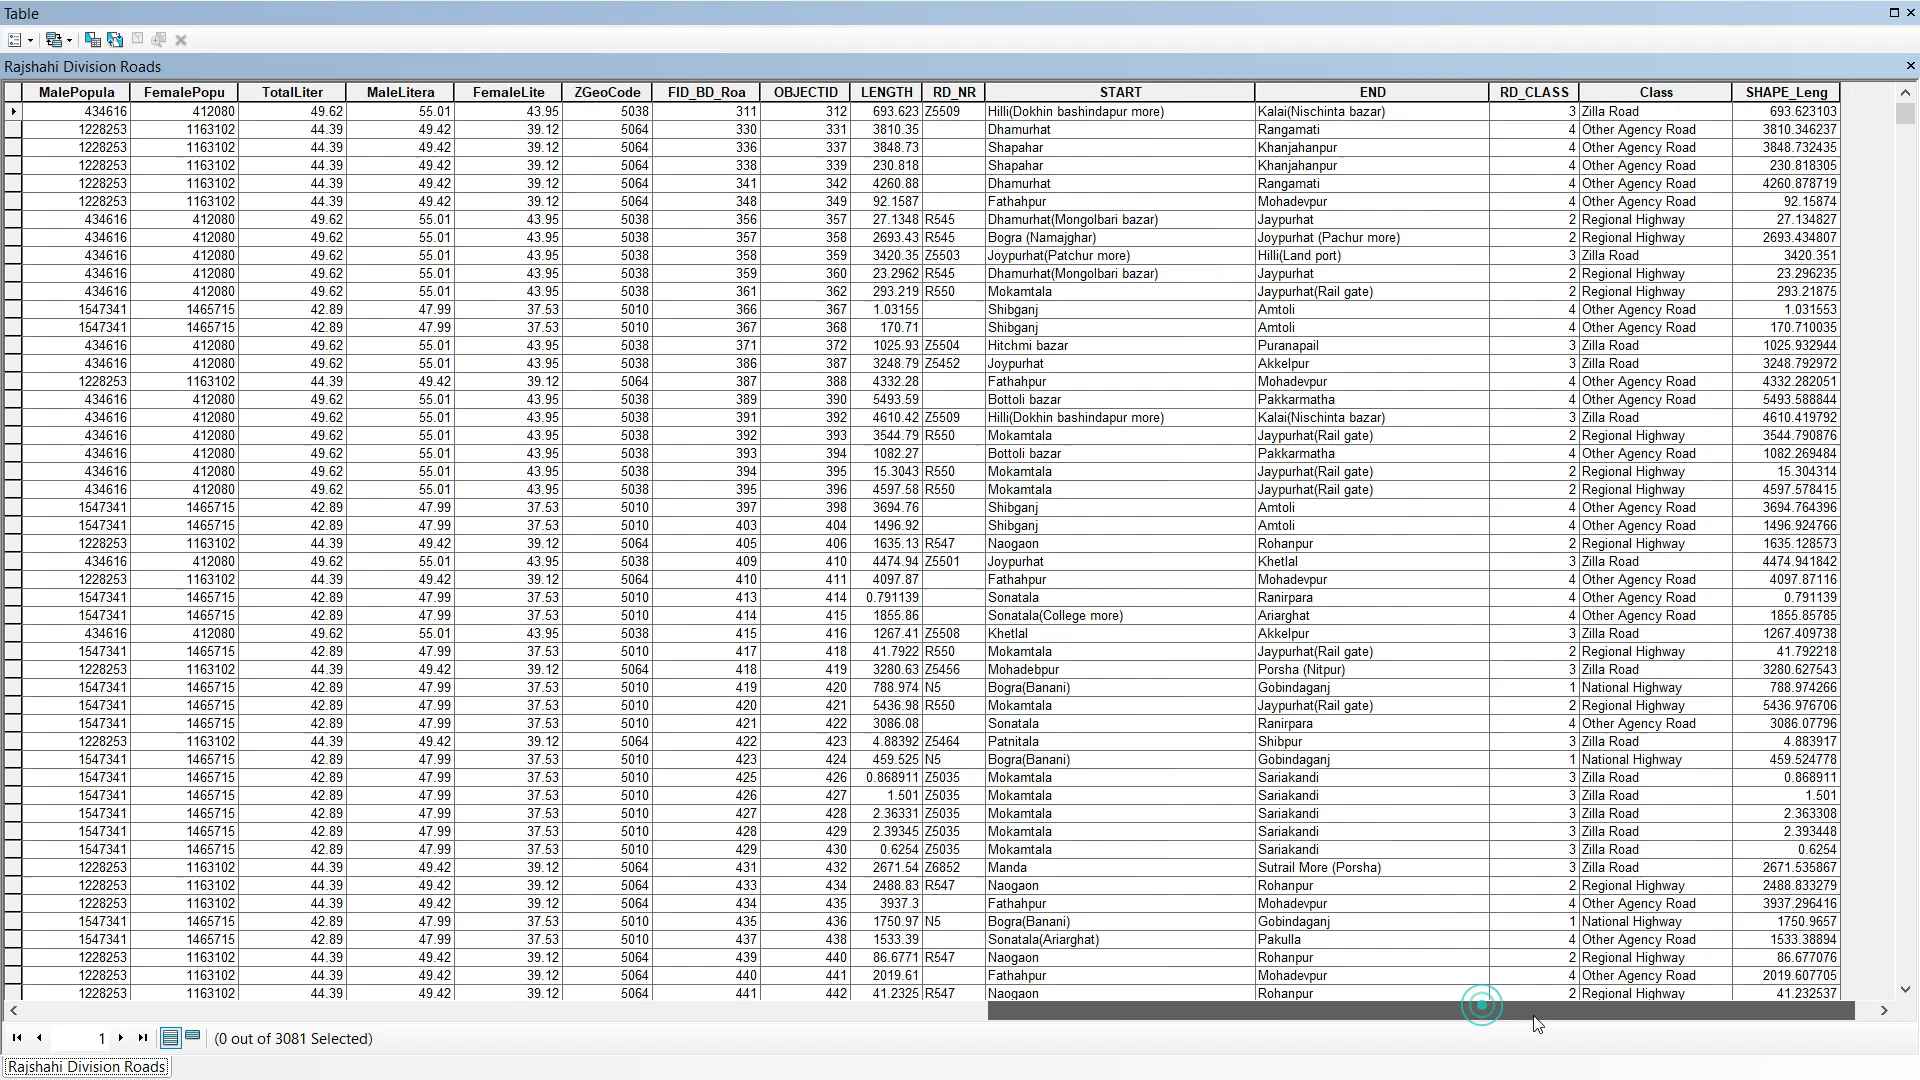 Table
Rajshahi Division Roads
MalePopula FemalePopu TotalLiter MaleLitera FemaleLite ZGeoCode FID_BD_Roa OBJECTID LENGTH RD_NR START END RD_CLASS Class SHAPE_Leng
434616 412080 49.62 55.01 43.95 5038 311 312 693.623 Z5509 Hilli(Dokhin bashindapur more) Kalai(Nischinta bazar) 3 Zilla Road 693.623103
1228253 1163102 44.39 49.42 39.12 5064 330 331 3810.35 Dhamurhat Rangamati 4 Other Agency Road 3810.346237
1228253 1163102 44.39 49.42 39.12 5064 336 337 3848.73 Shapahar Khanjahanpur 4 Other Agency Road 3848.732435
1228253 1163102 44.39 49.42 39.12 5064 338 339 230.818 Shapahar Khanjahanpur 4 Other Agency Road 230.818305
1228253 1163102 44.39 49.42 39.12 5064 341 342 4260.88 Dhamurhat Rangamati 4 Other Agency Road 4260.878719
1228253 1163102 44.39 49.42 39.12 5064 348 349 92.1587 Fathahpur Mohadevpur 4 Other Agency Road 92.15874
434616 412080 49.62 55.01 43.95 5038 356 357 27.1348 R545 Dhamurhat(Mongolbari bazar) Jaypurhat 2 Regional Highway 27.134827
434616 412080 49.62 55.01 43.95 5038 357 358 2693.43 R545 Bogra (Namajghar) Joypurhat (Pachur more) 2 Regional Highway 2693.434807
434616 412080 49.62 55.01 43.95 5038 358 359 3420.35 Z5503 Joypurhat(Patchur more) Hilli(Land port) 3 Zilla Road 3420.351
434616 412080 49.62 55.01 43.95 5038 359 360 23.2962 R545 Dhamurhat(Mongolbari bazar) Jaypurhat 2 Regional Highway 23.296235
434616 412080 49.62 55.01 43.95 5038 361 362 293.219 R550 Mokamtala Jaypurhat(Rail gate) 2 Regional Highway 293.21875
1547341 1465715 42.89 47.99 37.53 5010 366 367 1.03155 Shibganj Amtoli 4 Other Agency Road 1.031553
1547341 1465715 42.89 47.99 37.53 5010 367 368 170.71 Shibganj Amtoli 4 Other Agency Road 170.710035
434616 412080 49.62 55.01 43.95 5038 371 372 1025.93 Z5504 Hitchmi bazar Puranapail 3 Zilla Road 1025.932944
434616 412080 49.62 55.01 43.95 5038 386 387 3248.79 Z5452 Joypurhat Akkelpur 3 Zilla Road 3248.792972
1228253 1163102 44.39 49.42 39.12 5064 387 388 4332.28 Fathahpur Mohadevpur 4 Other Agency Road 4332.282051
434616 412080 49.62 55.01 43.95 5038 389 390 5493.59 Bottoli bazar Pakkarmatha 4 Other Agency Road 5493.588844
434616 412080 49.62 55.01 43.95 5038 391 392 4610.42 Z5509 Hilli(Dokhin bashindapur more) Kalai(Nischinta bazar) 3 Zilla Road 4610.419792
434616 412080 49.62 55.01 43.95 5038 392 393 3544.79 R550 Mokamtala Jaypurhat(Rail gate) 2 Regional Highway 3544.790876
434616 412080 49.62 55.01 43.95 5038 393 394 1082.27 Bottoli bazar Pakkarmatha 4 Other Agency Road 1082.269484
434616 412080 49.62 55.01 43.95 5038 394 395 15.3043 R550 Mokamtala Jaypurhat(Rail gate) 2 Regional Highway 15.304314
434616 412080 49.62 55.01 43.95 5038 395 396 4597.58 R550 Mokamtala Jaypurhat(Rail gate) 2 Regional Highway 4597.578415
1547341 1465715 42.89 47.99 37.53 5010 397 398 3694.76 Shibganj Amtoli 4 Other Agency Road 3694.764396
1547341 1465715 42.89 47.99 37.53 5010 403 404 1496.92 Shibganj Amtoli 4 Other Agency Road 1496.924766
1228253 1163102 44.39 49.42 39.12 5064 405 406 1635.13 R547 Naogaon Rohanpur 2 Regional Highway 1635.128573
434616 412080 49.62 55.01 43.95 5038 409 410 4474.94 Z5501 Joypurhat Khetlal 3 Zilla Road 4474.941842
1228253 1163102 44.39 49.42 39.12 5064 410 411 4097.87 Fathahpur Mohadevpur 4 Other Agency Road 4097.87116
1547341 1465715 42.89 47.99 37.53 5010 413 414 0.791139 Sonatala Ranirpara 4 Other Agency Road 0.791139
1547341 1465715 42.89 47.99 37.53 5010 414 415 1855.86 Sonatala(College more) Ariarghat 4 Other Agency Road 1855.85785
434616 412080 49.62 55.01 43.95 5038 415 416 1267.41 Z5508 Khetlal Akkelpur 3 Zilla Road 1267.409738
1547341 1465715 42.89 47.99 37.53 5010 417 418 41.7922 R550 Mokamtala Jaypurhat(Rail gate) 2 Regional Highway 41.792218
1228253 1163102 44.39 49.42 39.12 5064 418 419 3280.63 Z5456 Mohadebpur Porsha (Nitpur) 3 Zilla Road 3280.627543
1547341 1465715 42.89 47.99 37.53 5010 419 420 788.974 N5 Bogra(Banani) Gobindaganj 1 National Highway 788.974266
1547341 1465715 42.89 47.99 37.53 5010 420 421 5436.98 R550 Mokamtala Jaypurhat(Rail gate) 2 Regional Highway 5436.976706
1547341 1465715 42.89 47.99 37.53 5010 421 422 3086.08 Sonatala Ranirpara 4 Other Agency Road 3086.07796
1228253 1163102 44.39 49.42 39.12 5064 422 423 4.88392 Z5464 Patnitala Shibpur 3 Zilla Road 4.883917
1547341 1465715 42.89 47.99 37.53 5010 423 424 459.525 N5 Bogra(Banani) Gobindaganj 1 National Highway 459.524778
1547341 1465715 42.89 47.99 37.53 5010 425 426 0.868911 Z5035 Mokamtala Sariakandi 3 Zilla Road 0.868911
1547341 1465715 42.89 47.99 37.53 5010 426 427 1.501 Z5035 Mokamtala Sariakandi 3 Zilla Road 1.501
1547341 1465715 42.89 47.99 37.53 5010 427 428 2.36331 Z5035 Mokamtala Sariakandi 3 Zilla Road 2.363308
1547341 1465715 42.89 47.99 37.53 5010 428 429 2.39345 Z5035 Mokamtala Sariakandi 3 Zilla Road 2.393448
1547341 1465715 42.89 47.99 37.53 5010 429 430 0.6254 Z5035 Mokamtala Sariakandi 3 Zilla Road 0.6254
1228253 1163102 44.39 49.42 39.12 5064 431 432 2671.54 Z6852 Manda Sutrail More (Porsha) 3 Zilla Road 2671.535867
1228253 1163102 44.39 49.42 39.12 5064 433 434 2488.83 R547 Naogaon Rohanpur 2 Regional Highway 2488.833279
1228253 1163102 44.39 49.42 39.12 5064 434 435 3937.3 Fathahpur Mohadevpur 4 Other Agency Road 3937.296416
1547341 1465715 42.89 47.99 37.53 5010 435 436 1750.97 N5 Bogra(Banani) Gobindaganj 1 National Highway 1750.9657
1547341 1465715 42.89 47.99 37.53 5010 437 438 1533.39 Sonatala(Ariarghat) Pakulla 4 Other Agency Road 1533.38894
1228253 1163102 44.39 49.42 39.12 5064 439 440 86.6771 R547 Naogaon Rohanpur 2 Regional Highway 86.677076
1228253 1163102 44.39 49.42 39.12 5064 440 441 2019.61 Fathahpur Mohadevpur 4 Other Agency Road 2019.607705
1228253 1163102 44.39 49.42 39.12 5064 441 442 41.2325 R547 Naogaon Rohanpur 2 Regional Highway 41.232537
1 (0 out of 3081 Selected)
Rajshahi Division Roads